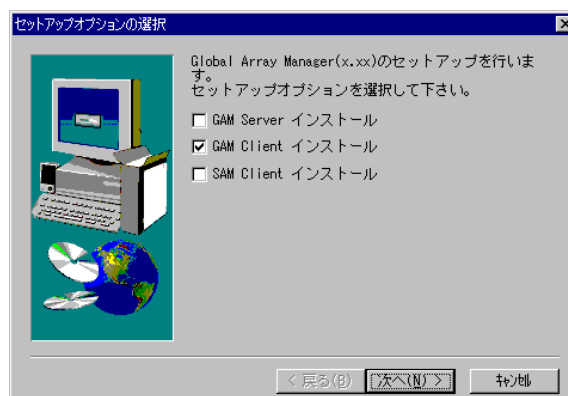 セットアップオプションの選択
Global Array Manager(x.xx)のセットアップを行いま
す。
セットアップオプションを選択して下さい。
GAM Server インストール
GAM Client インストール
SAM Client インストール
< 戻る(B)
次へ(N) >
キャンセル